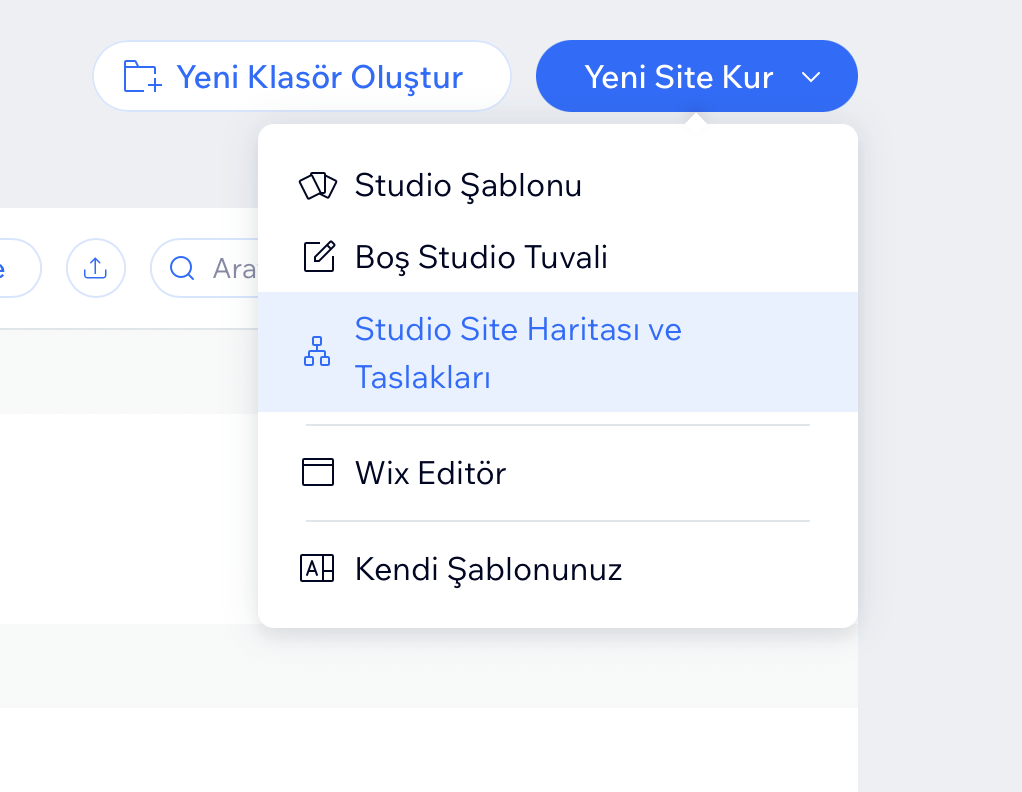 Yeni Klasör Oluştur
Yeni Site Kur
Studio Şablonu
Boş Studio Tuvali
Studio Site Haritası ve
Taslakları
Wix Editör
Kendi Şablonunuz
e
Ara